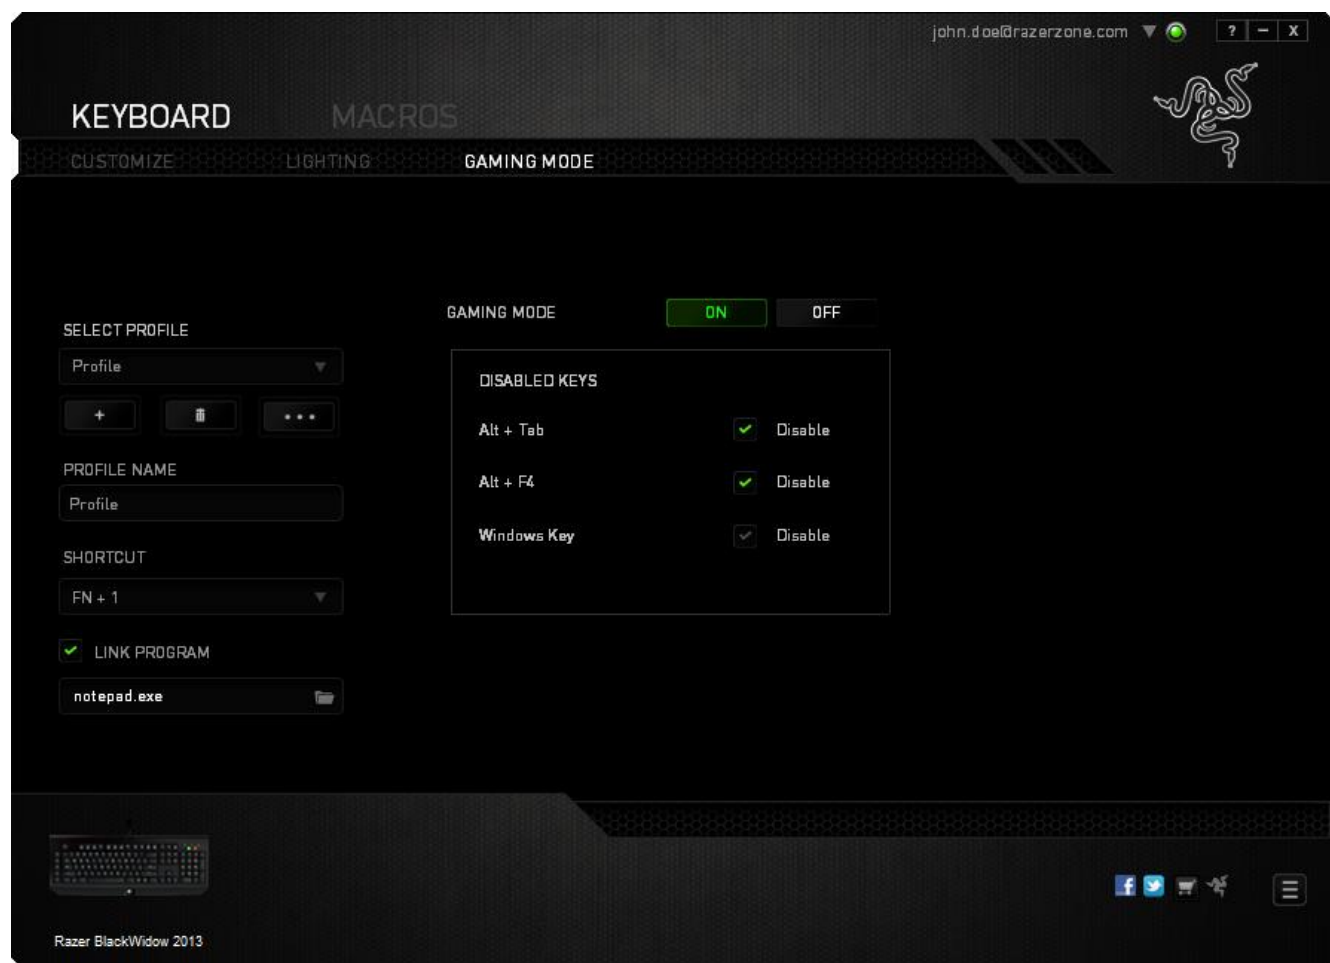 john.doe@razerzone.com
? – X
KEYBOARD MACROS
CUSTOMIZE LIGHTING GAMING MODE
GAMING MODE ON OFF
SELECT PROFILE
Profile
DISABLED KEYS
+ •••
Alt + Tab Disable
PROFILE NAME
Alt + F4 Disable
Profile
Windows Key Disable
SHORTCUT
FN + 1
LINK PROGRAM
notepad.exe
f
Razer BlackWidow 2013